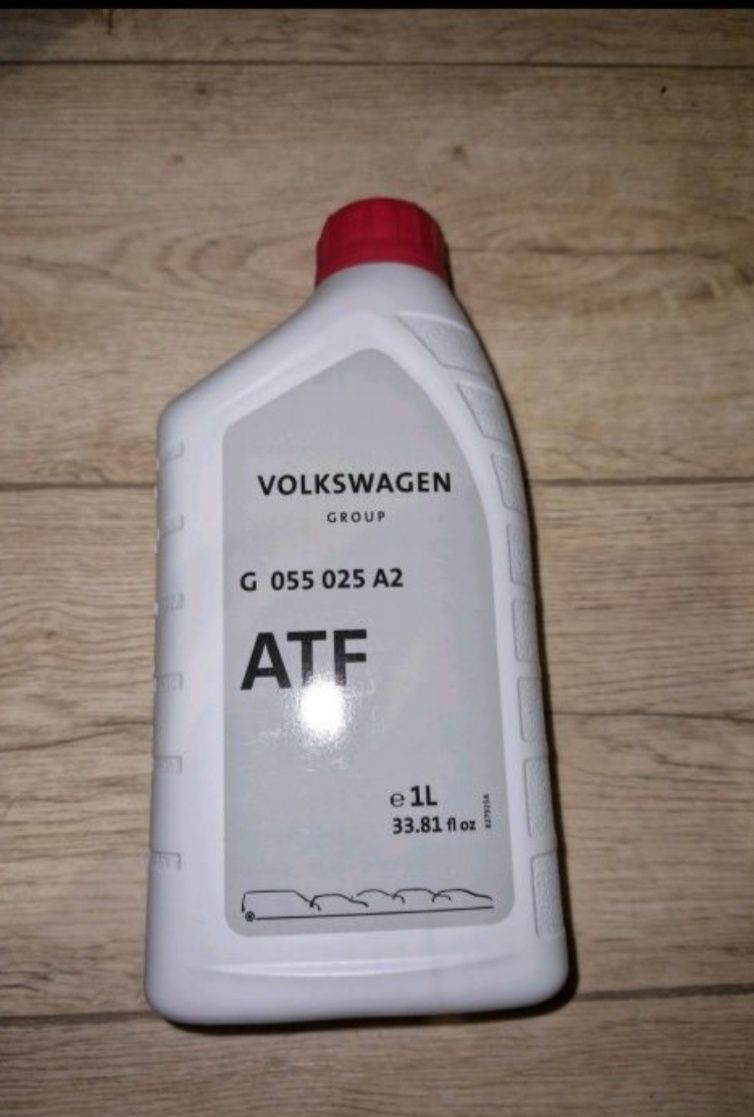 VOLKSWAGEN
GROUP
G 055 025 A2
ATF
e 1L
33.81 fl oz